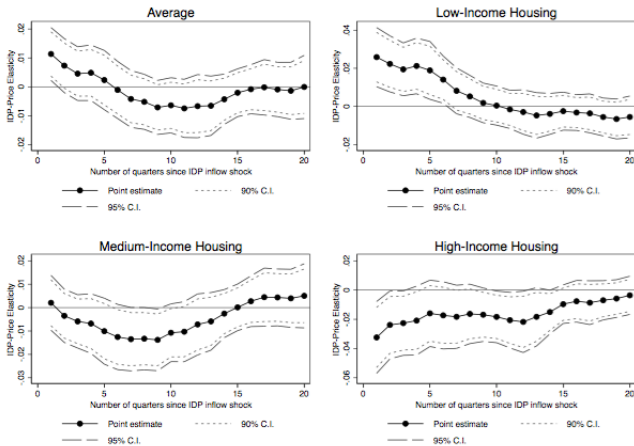 Average
IDP-Price Elasticity
.02
.01
0
-.01
-.02
0 5 10 15 20
Number of quarters since IDP inflow shock
Point estimate 90% C.I.
95% C.I.
Low-Income Housing
IDP-Price Elasticity
.04
.02
0
-.02
0 5 10 15 20
Number of quarters since IDP inflow shock
Point estimate 90% C.I.
95% C.I.
Medium-Income Housing
IDP-Price Elasticity
.02
.01
0
-.01
-.02
-.03
0 5 10 15 20
Number of quarters since IDP inflow shock
Point estimate 90% C.I.
95% C.I.
High-Income Housing
IDP-Price Elasticity
.02
0
-.02
-.04
-.06
0 5 10 15 20
Number of quarters since IDP inflow shock
Point estimate 90% C.I.
95% C.I.